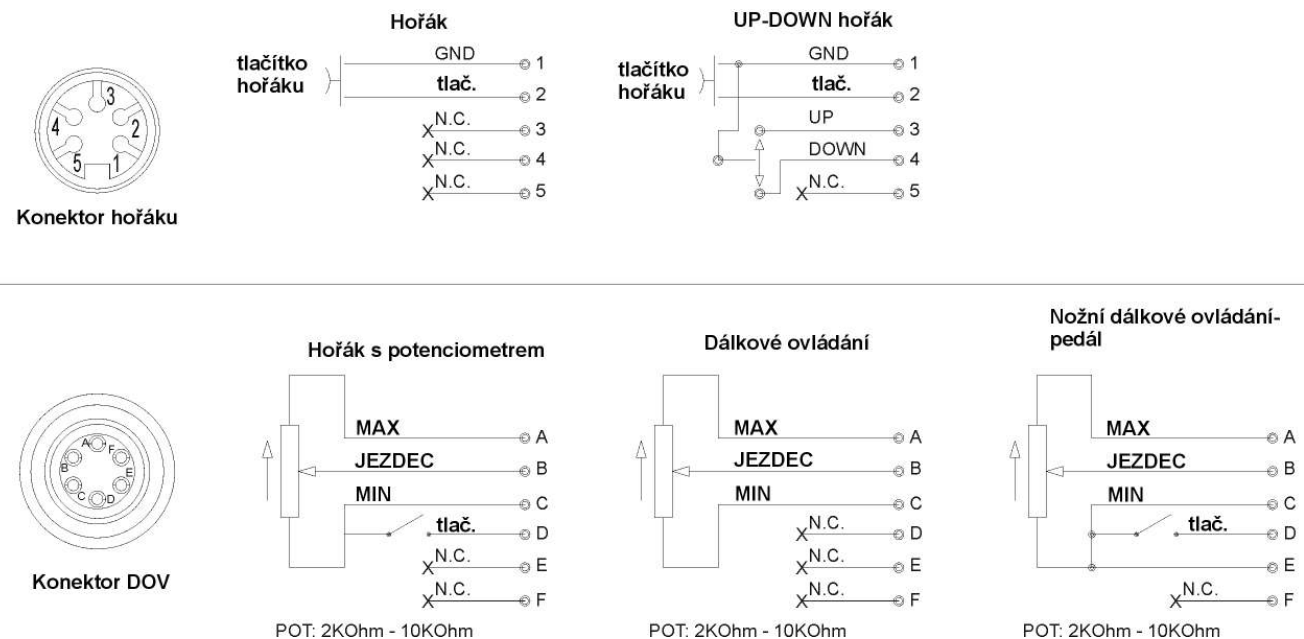 Hořák
UP-DOWN hořák
tlačítko
hořáku
GND
1
tlač.
2
N.C.
3
N.C.
4
N.C.
5
tlačítko
hořáku
GND
1
tlač.
2
UP
3
DOWN
4
N.C.
5
3
4
2
5
1
Konektor hořáku
Hořák s potenciometrem
Dálkové ovládání
Nožní dálkové ovládání-
pedál
A
F
B
E
C
D
Konektor DOV
MAX
A
JEZDEC
B
MIN
C
tlač.
D
N.C.
E
N.C.
F
POT: 2KOhm - 10KOhm
MAX
A
JEZDEC
B
MIN
C
N.C.
D
N.C.
E
N.C.
F
POT: 2KOhm - 10KOhm
MAX
A
JEZDEC
B
MIN
C
tlač.
D
E
N.C.
F
POT: 2KOhm - 10KOhm